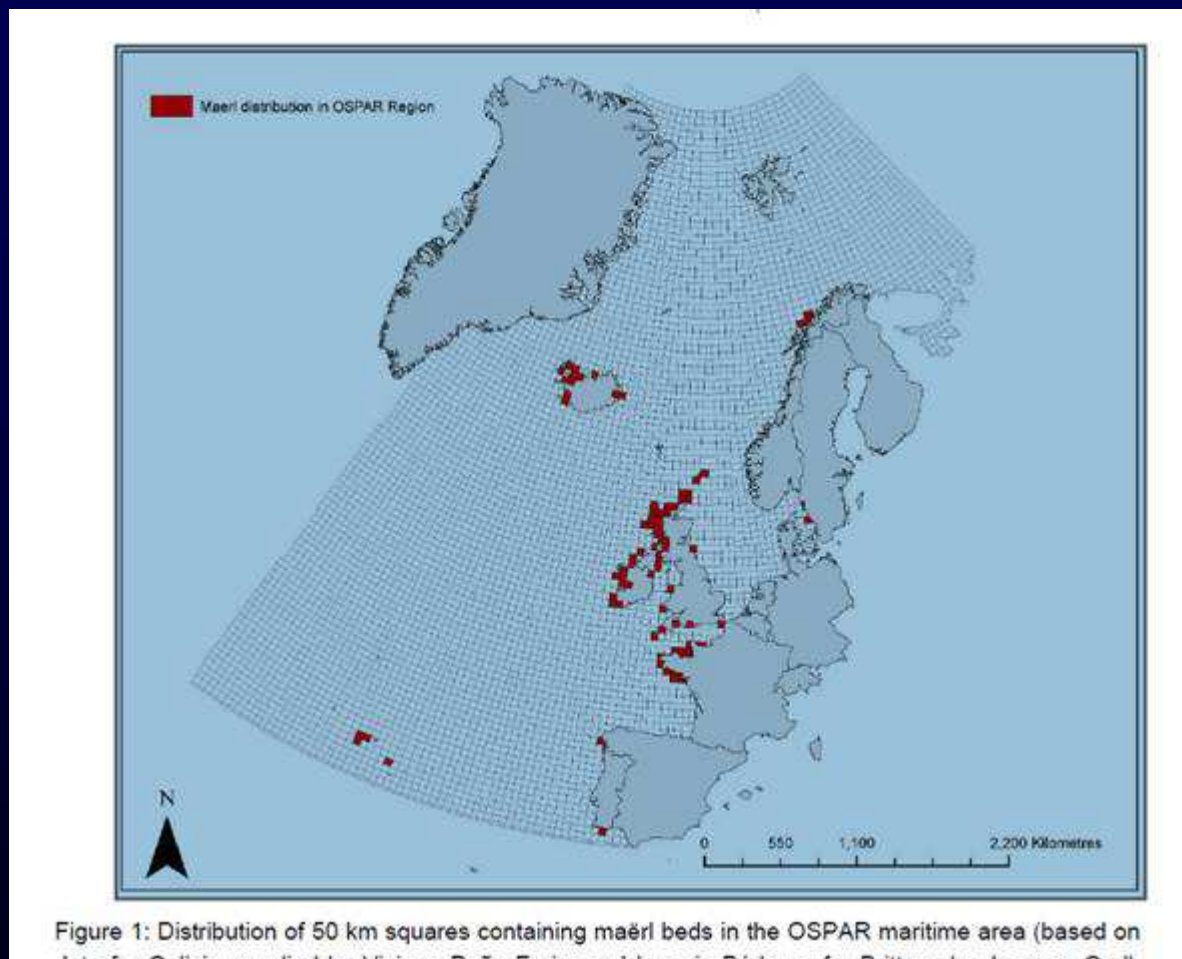 Maerl distribution in OSPAR Region
N
0 550 1,100 2,200 Kilometres
Figure 1: Distribution of 50 km squares containing maërl beds in the OSPAR maritime area (based on